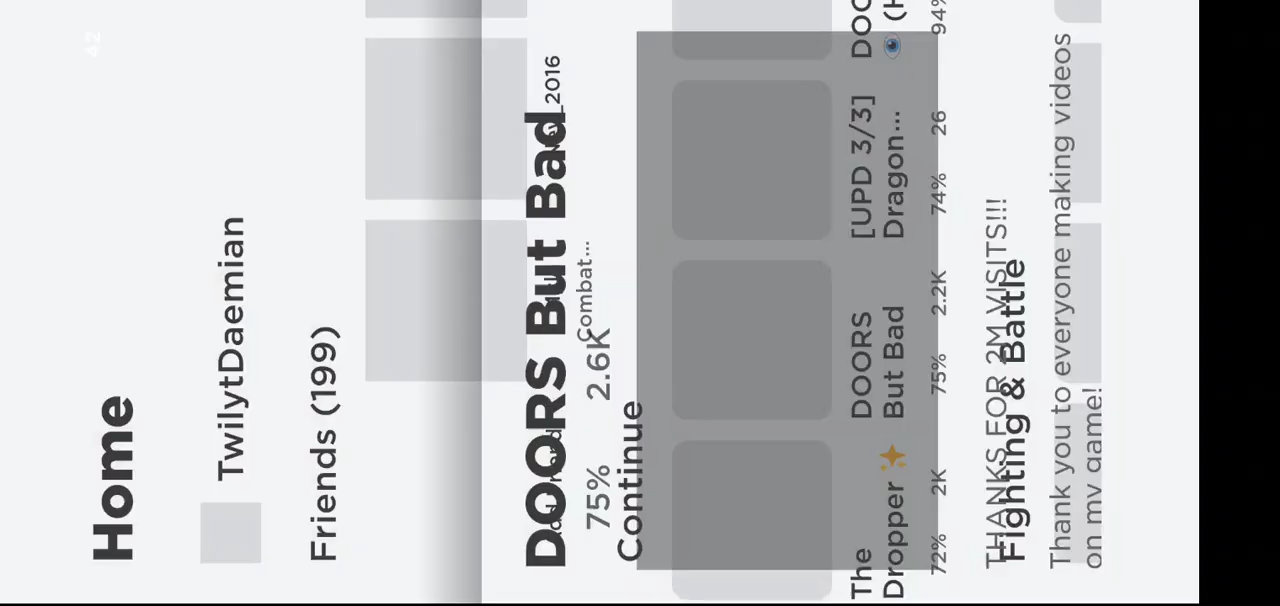 42
Home
TwilytDaemian
Friends (199)
DOORS But Bad
_2016
Combat...
75% 2.6K
Continue
The
Dropper ✨
72% 2K
DOORS
But Bad
75% 2.2K
[UPD 3/3]
Dragon...
74% 26
DOO
👁 (H
94%
THANKS FOR 2M VISITS!!!
Fighting & Battle
Thank you to everyone making videos
on my game!